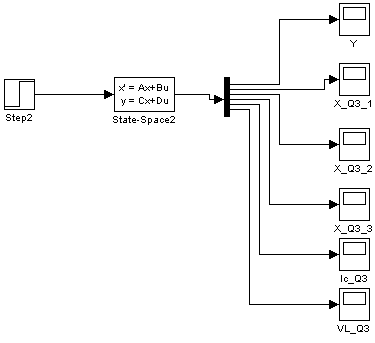 Y
x' = Ax+Bu
y = Cx+Du
Step2
State-Space2
X_Q3_1
X_Q3_2
X_Q3_3
Ic_Q3
VL_Q3